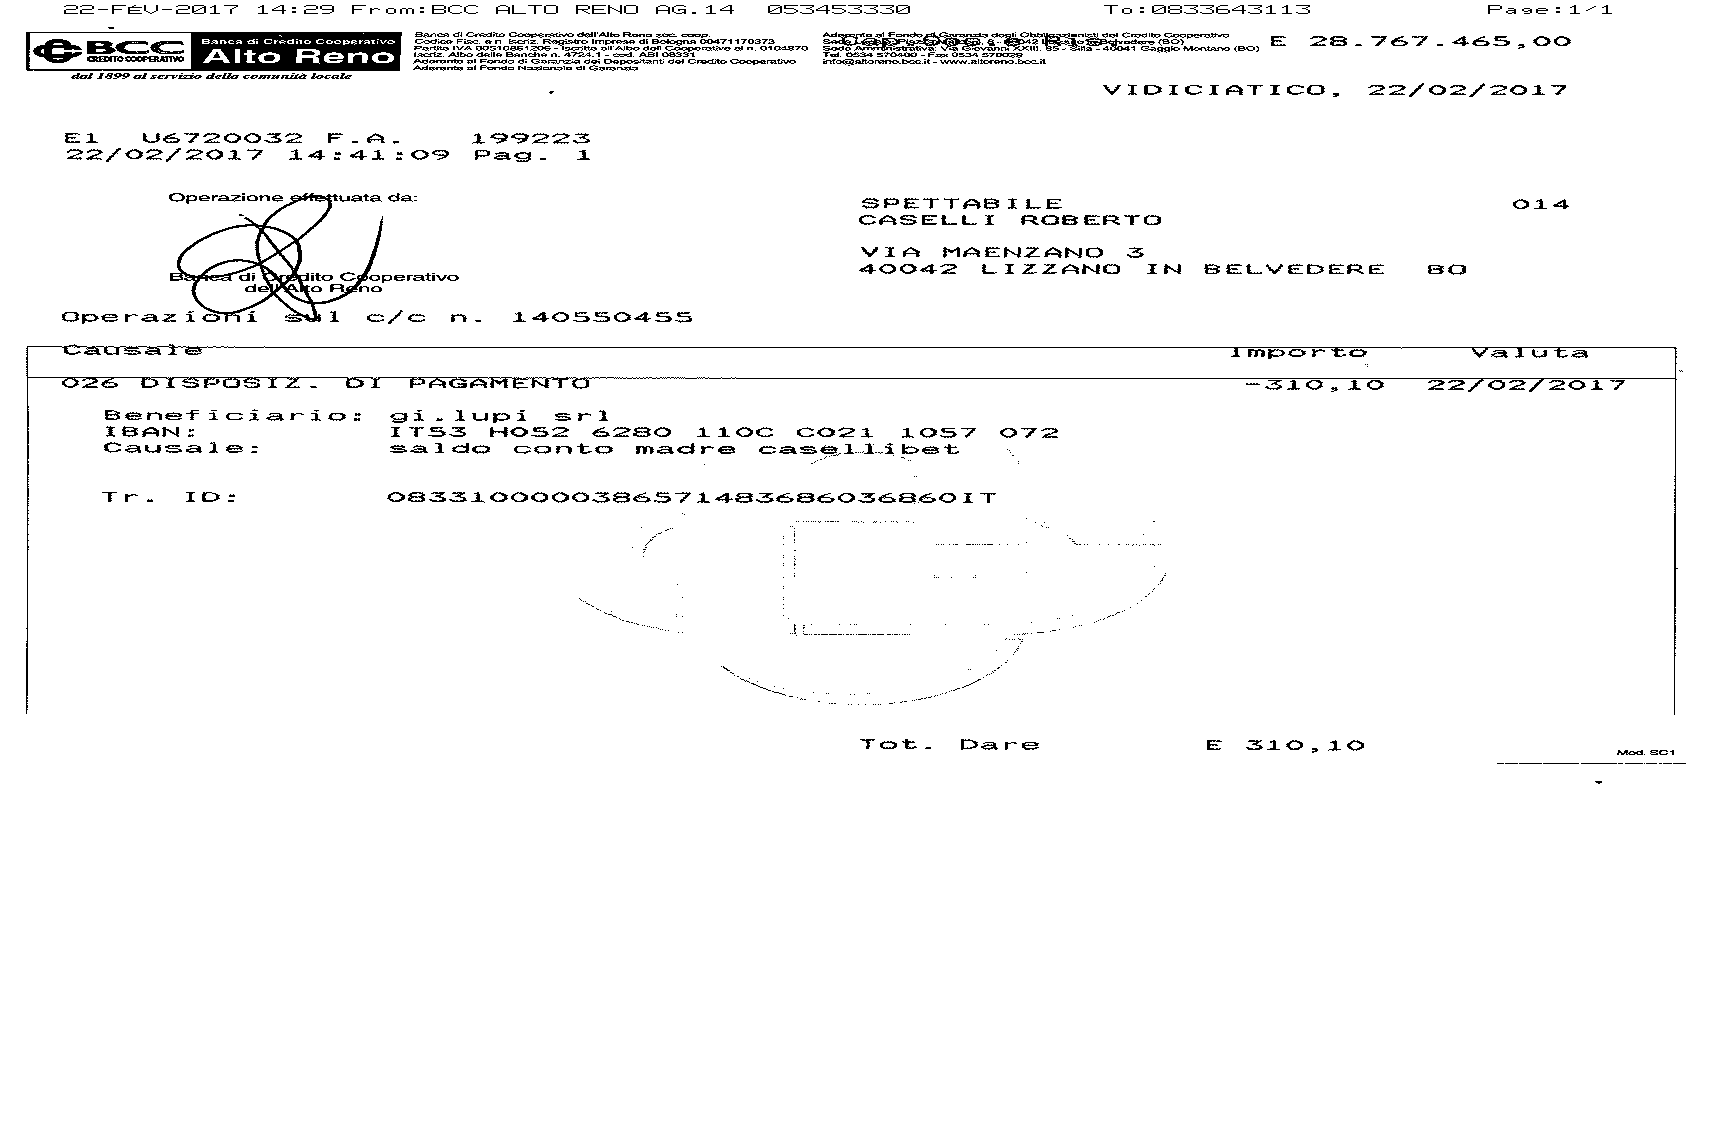 22-FEV-2017 14:29 From:BCC ALTO RENO AG.14 053453330 To:0833643113 Page:1/1
BCC
CREDITO COOPERATIVO
Banca di Credito Cooperativo
Alto Reno
dal 1899 al servizio della comunità locale
Banca di Credito Cooperativo dell'Alto Reno soc. coop.
Codice Fisc. e n. Iscriz. Registro Imprese di Bologna 00471170373
Partita IVA 00510861206 - Iscritta all'Albo delle Cooperative al n. 0104870
Iscriz. Albo delle Banche n. 4724.1 - cod. ABI 08331
Aderente al Fondo di Garanzia dei Depositanti del Credito Cooperativo
Aderente al Fondo Nazionale di Garanzia
Aderente al Fondo di Garanzia degli Obbligazionisti del Credito Cooperativo
Sede Amministrativa: Via Giovanni XXIII, - Silla - 40041 Gaggio Montano (BO)
Tel. 0534 570400 - Fax 0534
info@altoreno.bcc.it - www.altoreno.bcc.it
E 28.767.465,00
VIDICIATICO, 22/02/2017
E1 U6720032 F.A. 199223
22/02/2017 14:41:09 Pag. 1
Operazione effettuata da:
Banca di Credito Cooperativo
dell'Alto Reno
SPETTABILE 014
CASELLI ROBERTO
VIA MAENZANO 3
40042 LIZZANO IN BELVEDERE BO
Operazioni sul c/c n. 140550455
Causale Importo Valuta
026 DISPOSIZ. DI PAGAMENTO -310,10 22/02/2017
Beneficiario: gi.lupi srl
IBAN: IT53 H052 6280 110C C021 1057 072
Causale: saldo conto madre casellibet
Tr. ID: 0833100000386571483686036860IT
Tot. Dare E 310,10
Mod. SC1